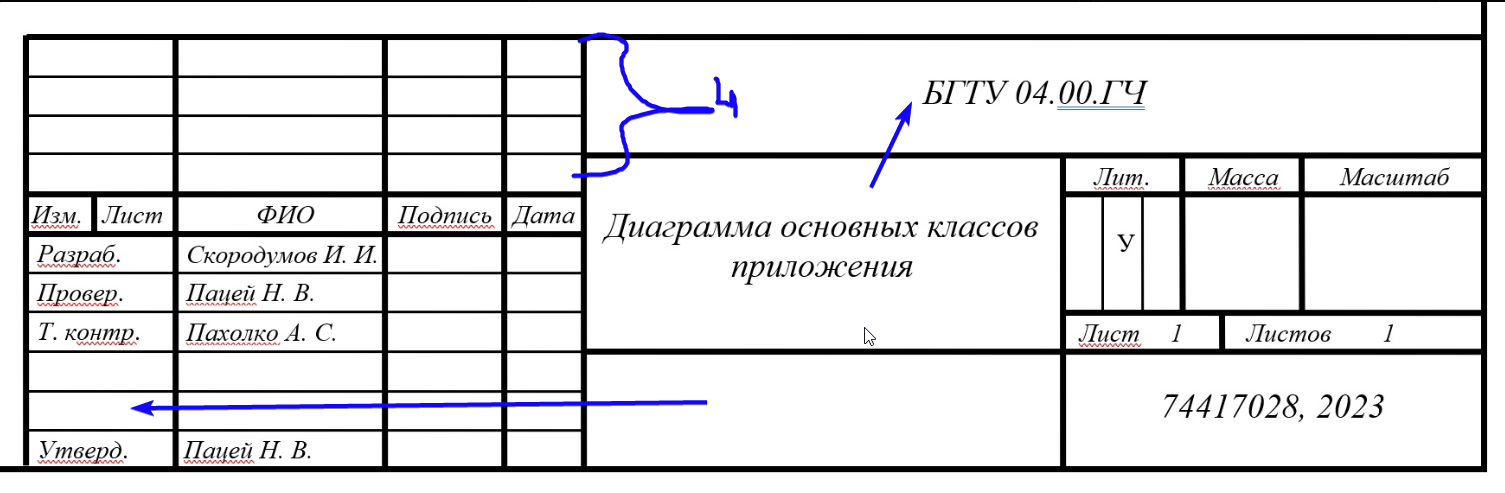 4
БГТУ 04.00.ГЧ
Лит. Масса Масштаб
Изм. Лист ФИО Подпись Дата
Диаграмма основных классов
приложения
У
Разраб. Скородумов И. И.
Провер. Пацей Н. В.
Т. контр. Пахолко А. С.
Лист 1 Листов 1
74417028, 2023
Утверд. Пацей Н. В.